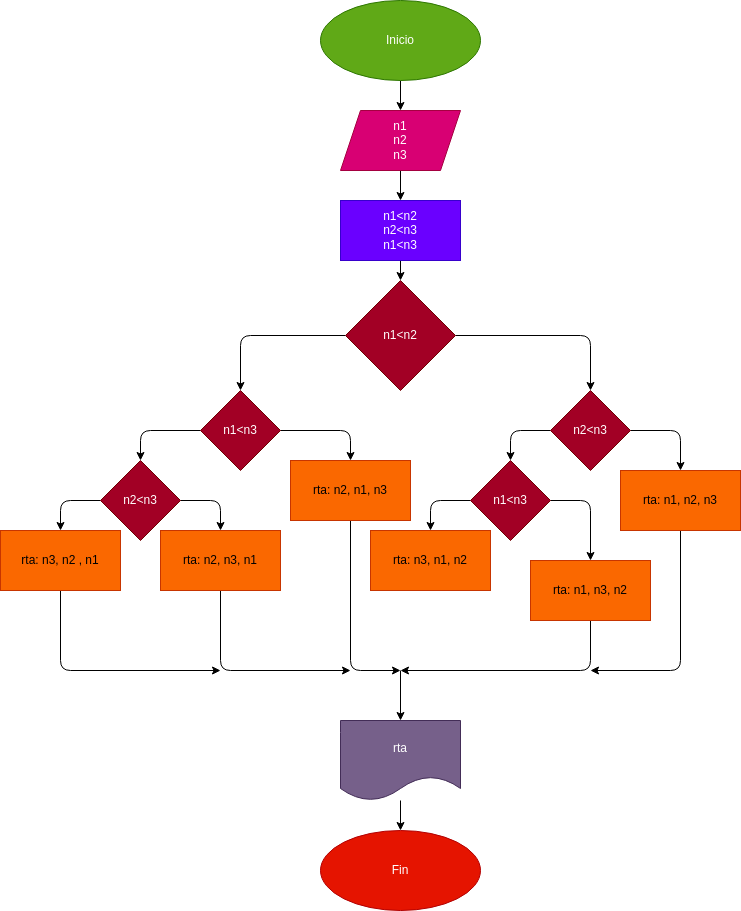 Inicio
n1
n2
n3
n1<n2
n2<n3
n1<n3
n1<n2
n1<n3
n2<n3
n2<n3
rta: n2, n1, n3
n1<n3
rta: n1, n2, n3
rta: n3, n2 , n1
rta: n2, n3, n1
rta: n3, n1, n2
rta: n1, n3, n2
rta
Fin